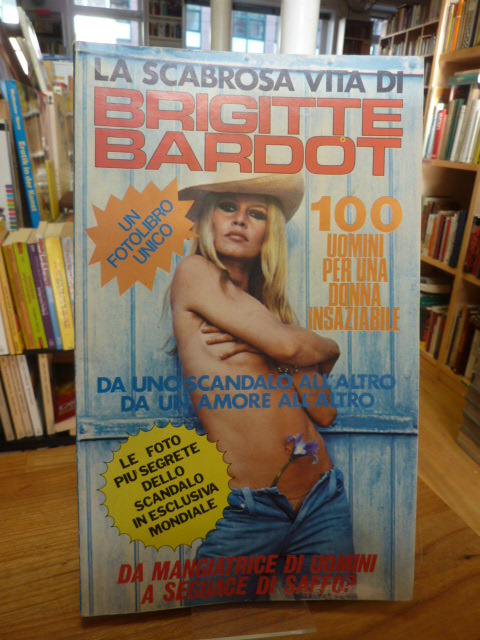 LA SCABROSA VITA DI
BRIGITTE
BARDOT
UN
FOTOLIBRO
UNICO
100
UOMINI
PER UNA
DONNA
INSAZIABILE
DA UNO SCANDALO ALL'ALTRO
DA UN AMORE ALL'ALTRO
LE FOTO
PIU SEGRETE
DELLO
SCANDALO
IN ESCLUSIVA
MONDIALE
DA MANGIATRICE DI UOMINI
A SEGUACE DI SAFFO?